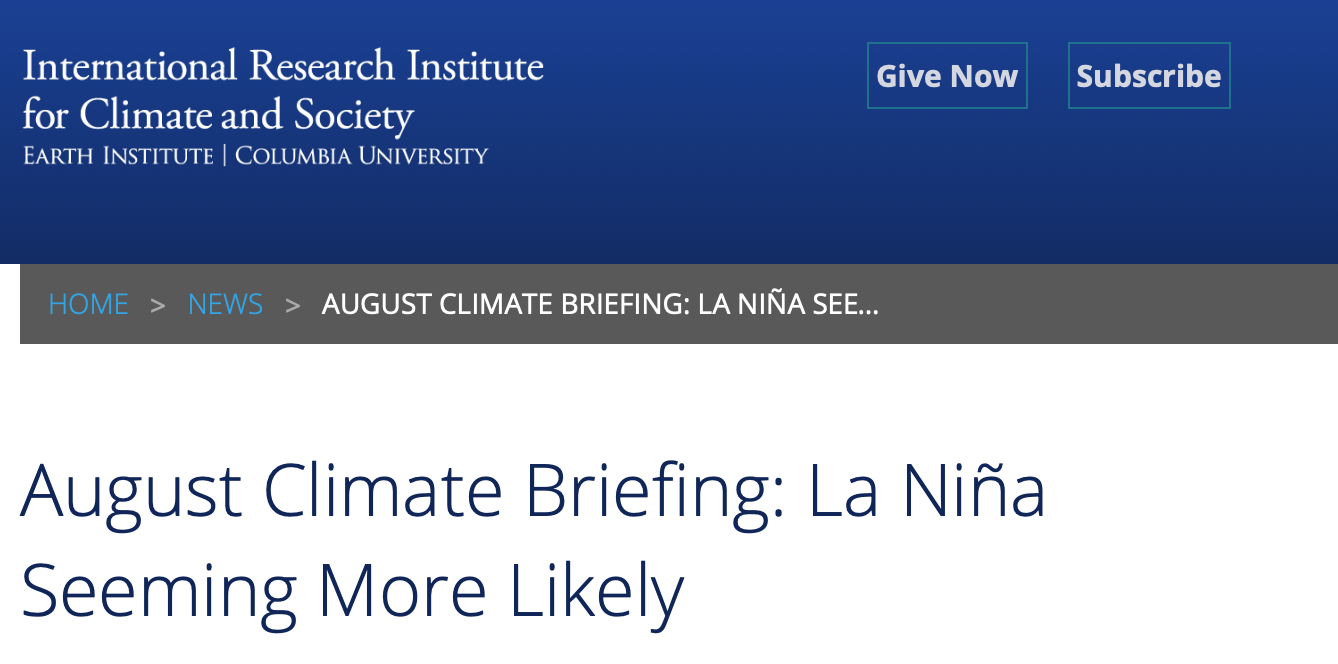 International Research Institute
for Climate and Society
EARTH INSTITUTE | COLUMBIA UNIVERSITY
Give Now
Subscribe
HOME > NEWS > AUGUST CLIMATE BRIEFING: LA NIÑA SEE...
August Climate Briefing: La Niña
Seeming More Likely